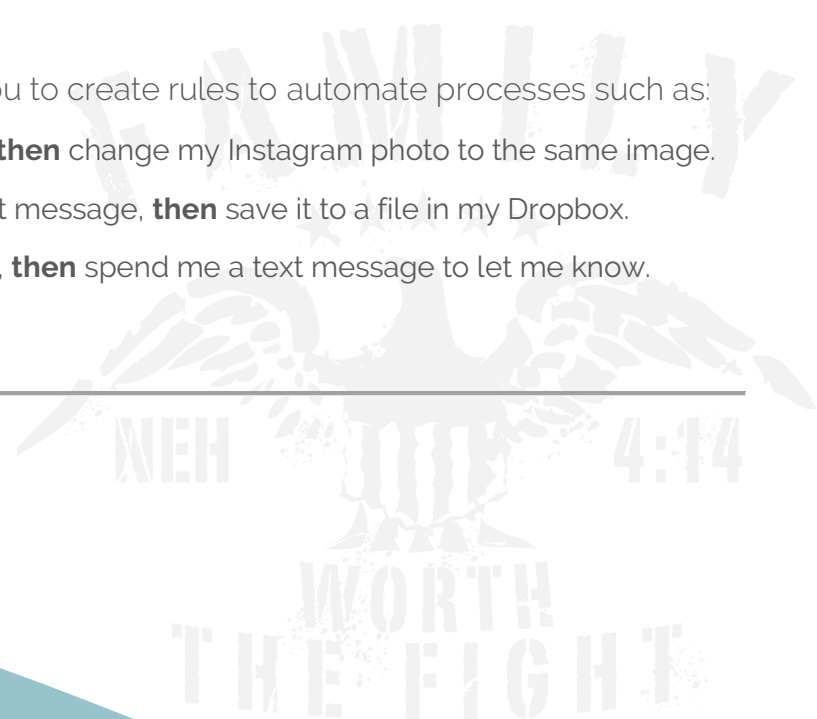 FAMILY
u to create rules to automate processes such as:
then change my Instagram photo to the same image.
t message, then save it to a file in my Dropbox.
, then spend me a text message to let me know.
NEH 4:14
WORTH
THE FIGHT